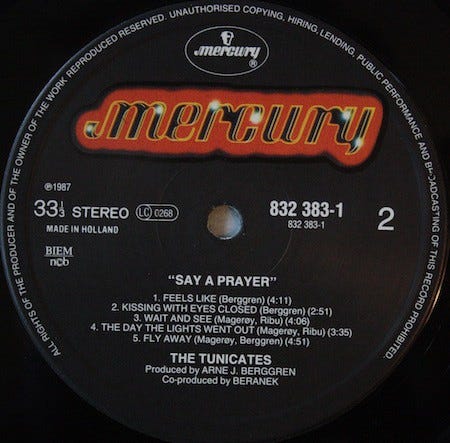 ALL RIGHTS OF THE PRODUCER AND OF THE OWNER OF THE WORK REPRODUCED RESERVED. UNAUTHORISED COPYING, HIRING, LENDING, PUBLIC PERFORMANCE AND BROADCASTING OF THIS RECORD PROHIBITED
mercury ®
mercury
℗1987
33⅓ STEREO LC 0268
MADE IN HOLLAND
BIEM
ncb
832 383-1
832 383-1
2
“SAY A PRAYER”
1. FEELS LIKE (Berggren) (4:11)
2. KISSING WITH EYES CLOSED (Berggren) (2:51)
3. WAIT AND SEE (Magerøy, Ribu) (4:06)
4. THE DAY THE LIGHTS WENT OUT (Magerøy, Ribu) (3:35)
5. FLY AWAY (Magerøy, Berggren) (4:51)
THE TUNICATES
Produced by ARNE J. BERGGREN
Co-produced by BERANEK